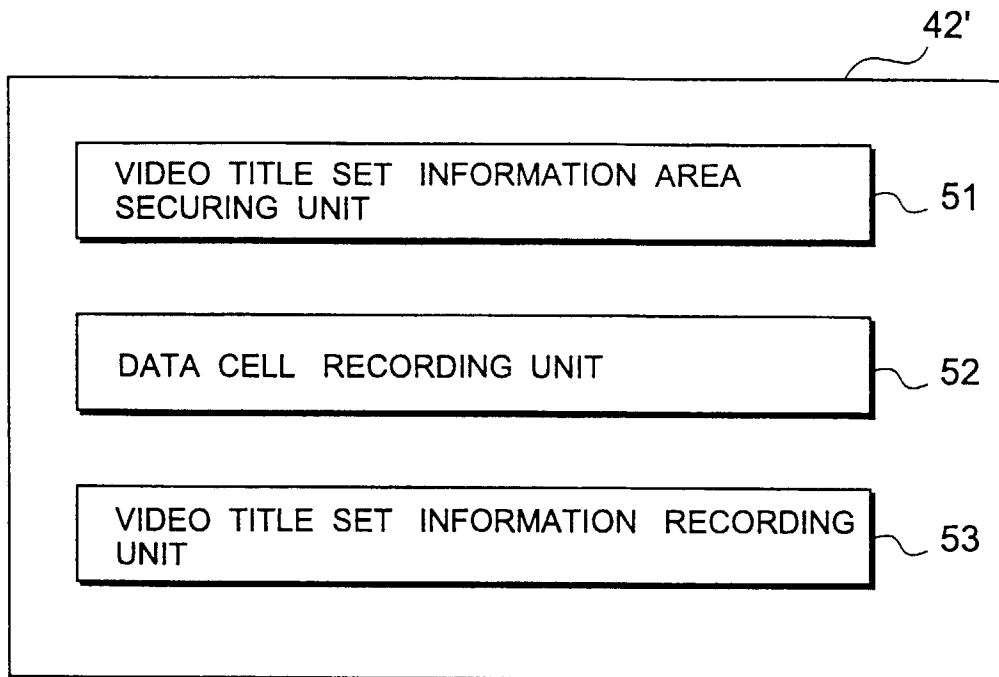 42'
VIDEO TITLE SET INFORMATION AREA
SECURING UNIT
51
DATA CELL RECORDING UNIT
52
VIDEO TITLE SET INFORMATION RECORDING
UNIT
53